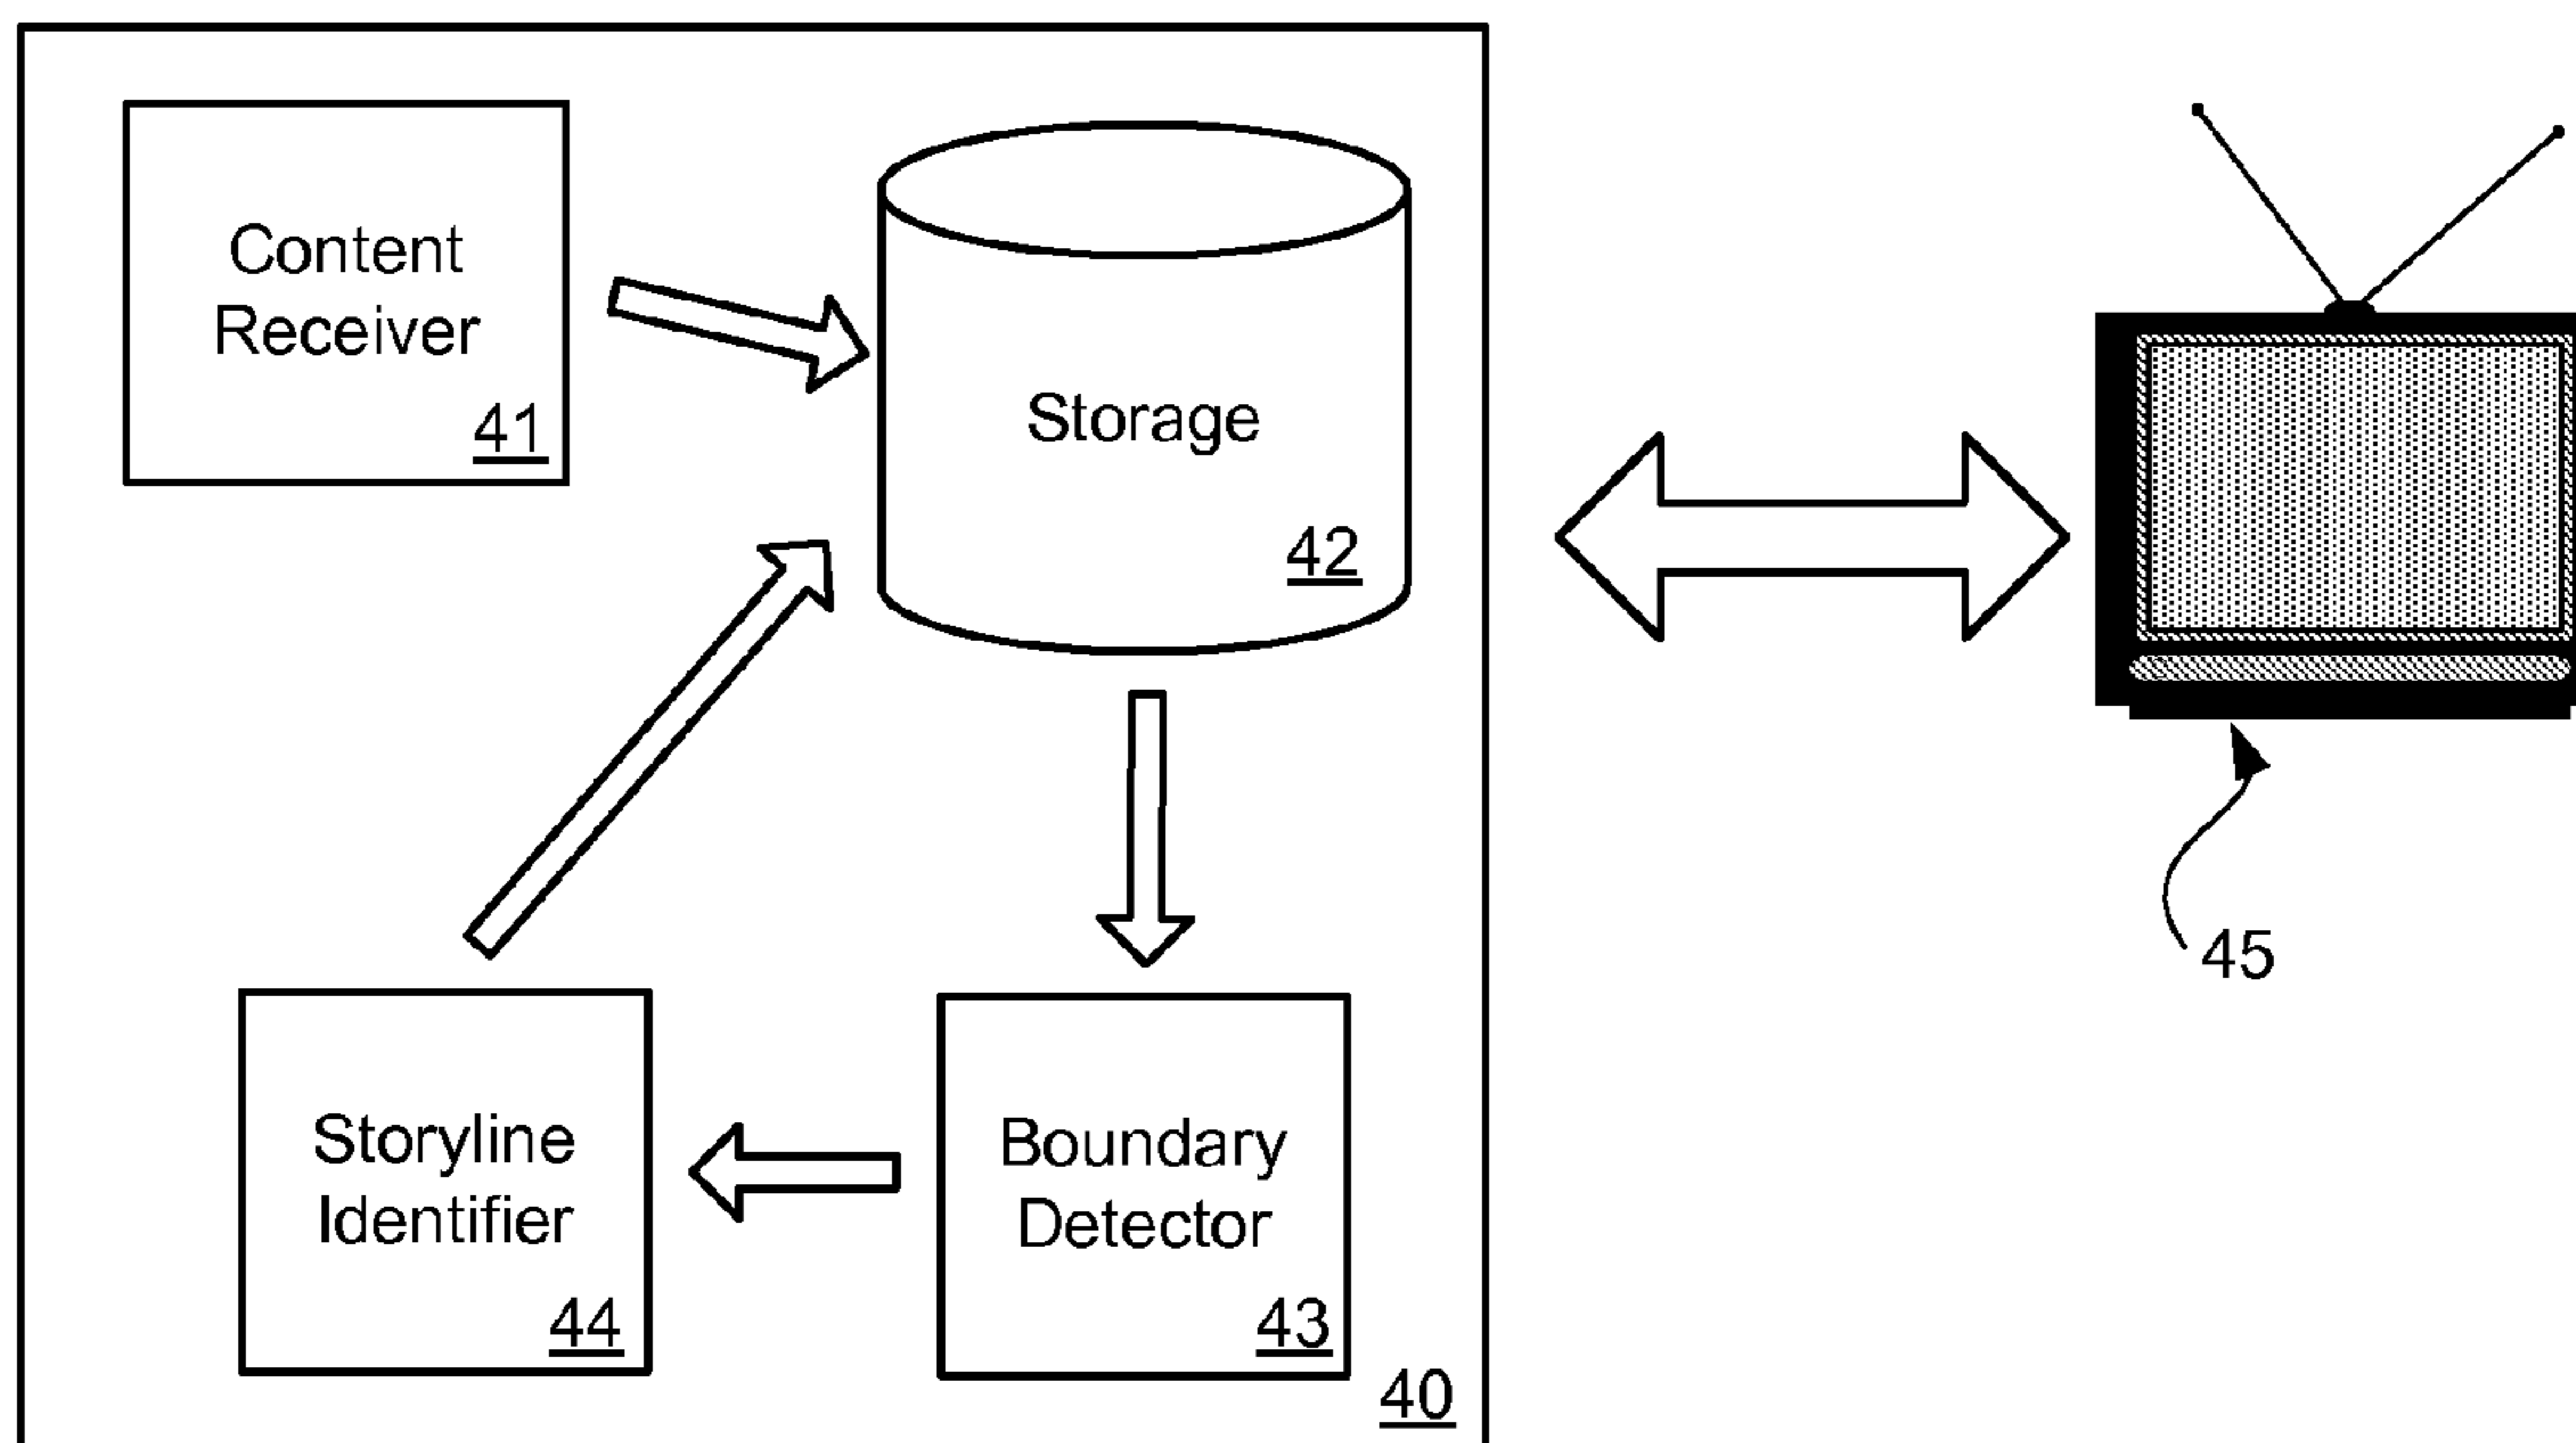 Content
Receiver
41
Storage
42
Storyline
Identifier
44
Boundary
Detector
43
40
45